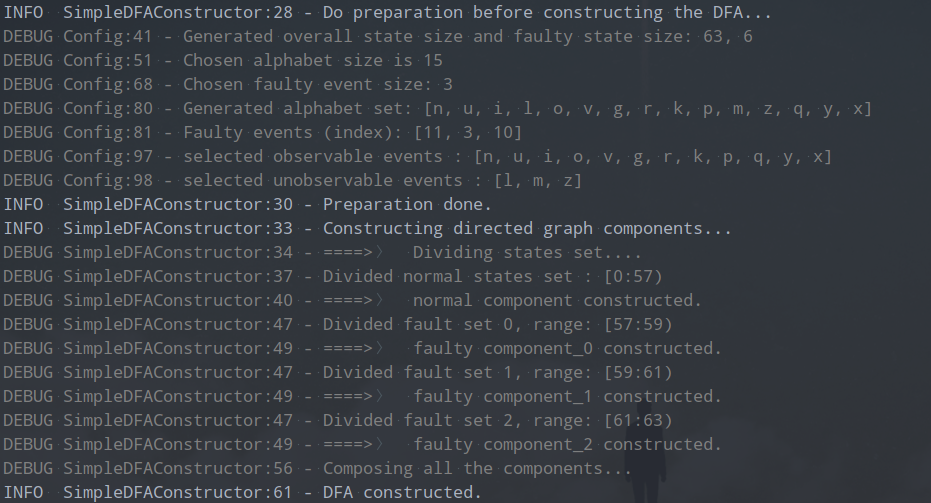 INFO  SimpleDFAConstructor:28 - Do preparation before constructing the DFA...
DEBUG Config:41 - Generated overall state size and faulty state size: 63, 6
DEBUG Config:51 - Chosen alphabet size is 15
DEBUG Config:68 - Chosen faulty event size: 3
DEBUG Config:80 - Generated alphabet set: [n, u, i, l, o, v, g, r, k, p, m, z, q, y, x]
DEBUG Config:81 - Faulty events (index): [11, 3, 10]
DEBUG Config:97 - selected observable events : [n, u, i, o, v, g, r, k, p, q, y, x]
DEBUG Config:98 - selected unobservable events : [l, m, z]
INFO  SimpleDFAConstructor:30 - Preparation done.
INFO  SimpleDFAConstructor:33 - Constructing directed graph components...
DEBUG SimpleDFAConstructor:34 - ====>〉  Dividing states set....
DEBUG SimpleDFAConstructor:37 - Divided normal states set : [0:57)
DEBUG SimpleDFAConstructor:40 - ====>〉  normal component constructed.
DEBUG SimpleDFAConstructor:47 - Divided fault set 0, range: [57:59)
DEBUG SimpleDFAConstructor:49 - ====>〉  faulty component_0 constructed.
DEBUG SimpleDFAConstructor:47 - Divided fault set 1, range: [59:61)
DEBUG SimpleDFAConstructor:49 - ====>〉  faulty component_1 constructed.
DEBUG SimpleDFAConstructor:47 - Divided fault set 2, range: [61:63)
DEBUG SimpleDFAConstructor:49 - ====>〉  faulty component_2 constructed.
DEBUG SimpleDFAConstructor:56 - Composing all the components...
INFO  SimpleDFAConstructor:61 - DFA constructed.